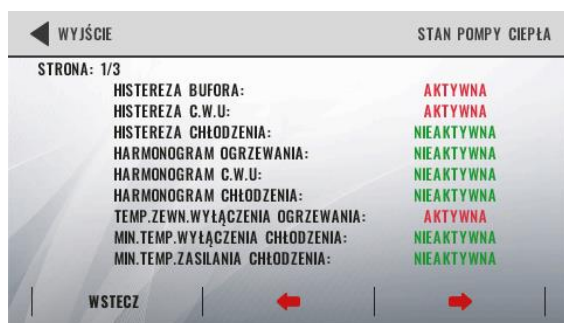 WYJŚCIE STAN POMPY CIEPŁA
STRONA: 1/3
HISTEREZA BUFORA: AKTYWNA
HISTEREZA C.W.U: AKTYWNA
HISTEREZA CHŁODZENIA: NIEAKTYWNA
HARMONOGRAM OGRZEWANIA: NIEAKTYWNA
HARMONOGRAM C.W.U: NIEAKTYWNA
HARMONOGRAM CHŁODZENIA: NIEAKTYWNA
TEMP.ZEWN.WYŁĄCZENIA OGRZEWANIA: AKTYWNA
MIN.TEMP.WYŁĄCZENIA CHŁODZENIA: NIEAKTYWNA
MIN.TEMP.ZASILANIA CHŁODZENIA: NIEAKTYWNA
WSTECZ